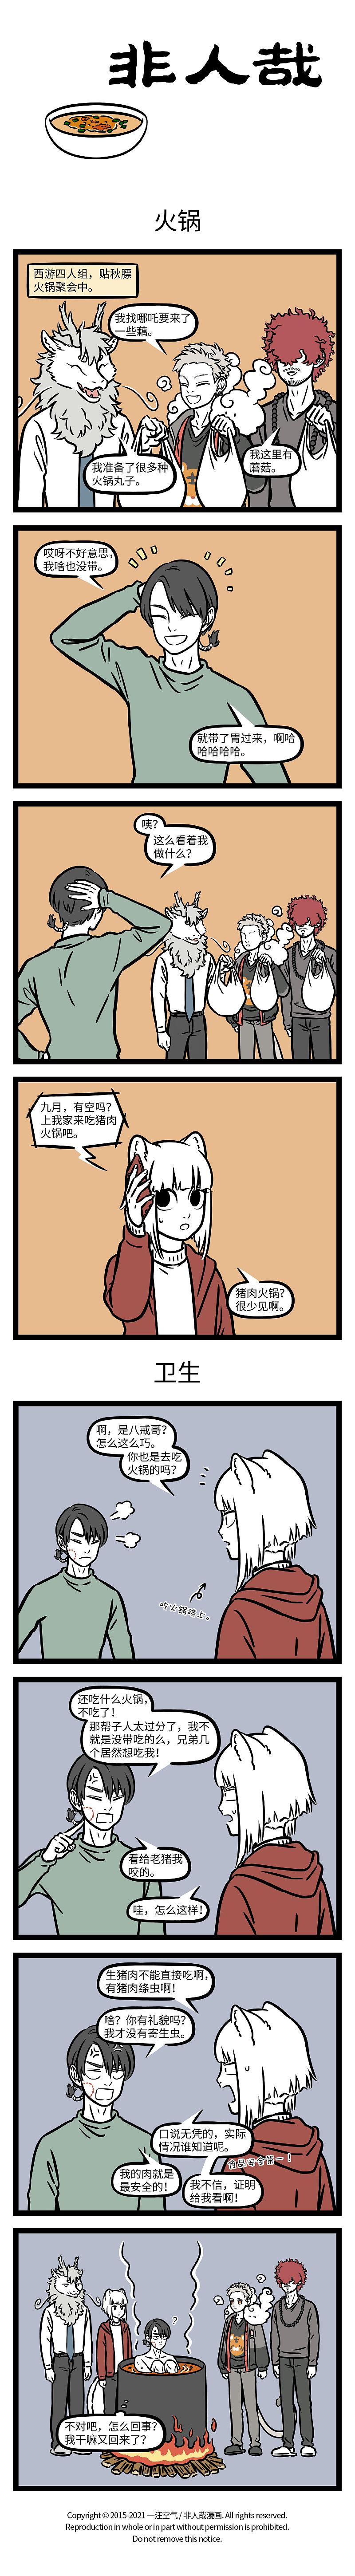 非人哉
火锅
西游四人组，贴秋膘
火锅聚会中。
我找哪吒要来了
一些藕。
我准备了很多种
火锅丸子。
我这里有
蘑菇。
哎呀不好意思，
我啥也没带。
就带了胃过来，啊哈
哈哈哈哈哈。
咦？
这么看着我
做什么？
九月，有空吗？
上我家来吃猪肉
火锅吧。
猪肉火锅？
很少见啊。
卫生
啊，是八戒哥？
怎么这么巧。
你也是去吃
火锅的吗？
吃火锅路上。
还吃什么火锅，
不吃了！
那帮子人太过分了，我不
就是没带吃的么，兄弟几
个居然想吃我！
看给老猪我
咬的。
哇，怎么这样！
生猪肉不能直接吃啊，
有猪肉绦虫啊！
啥？你有礼貌吗？
我才没有寄生虫。
口说无凭的，实际
情况谁知道呢。
食品安全第一！
我的肉就是
最安全的！
我不信，证明
给我看啊！
?
不对吧，怎么回事？
我干嘛又回来了？
Copyright © 2015-2021 一汪空气 / 非人哉漫画. All rights reserved.
Reproduction in whole or in part without permission is prohibited.
Do not remove this notice.